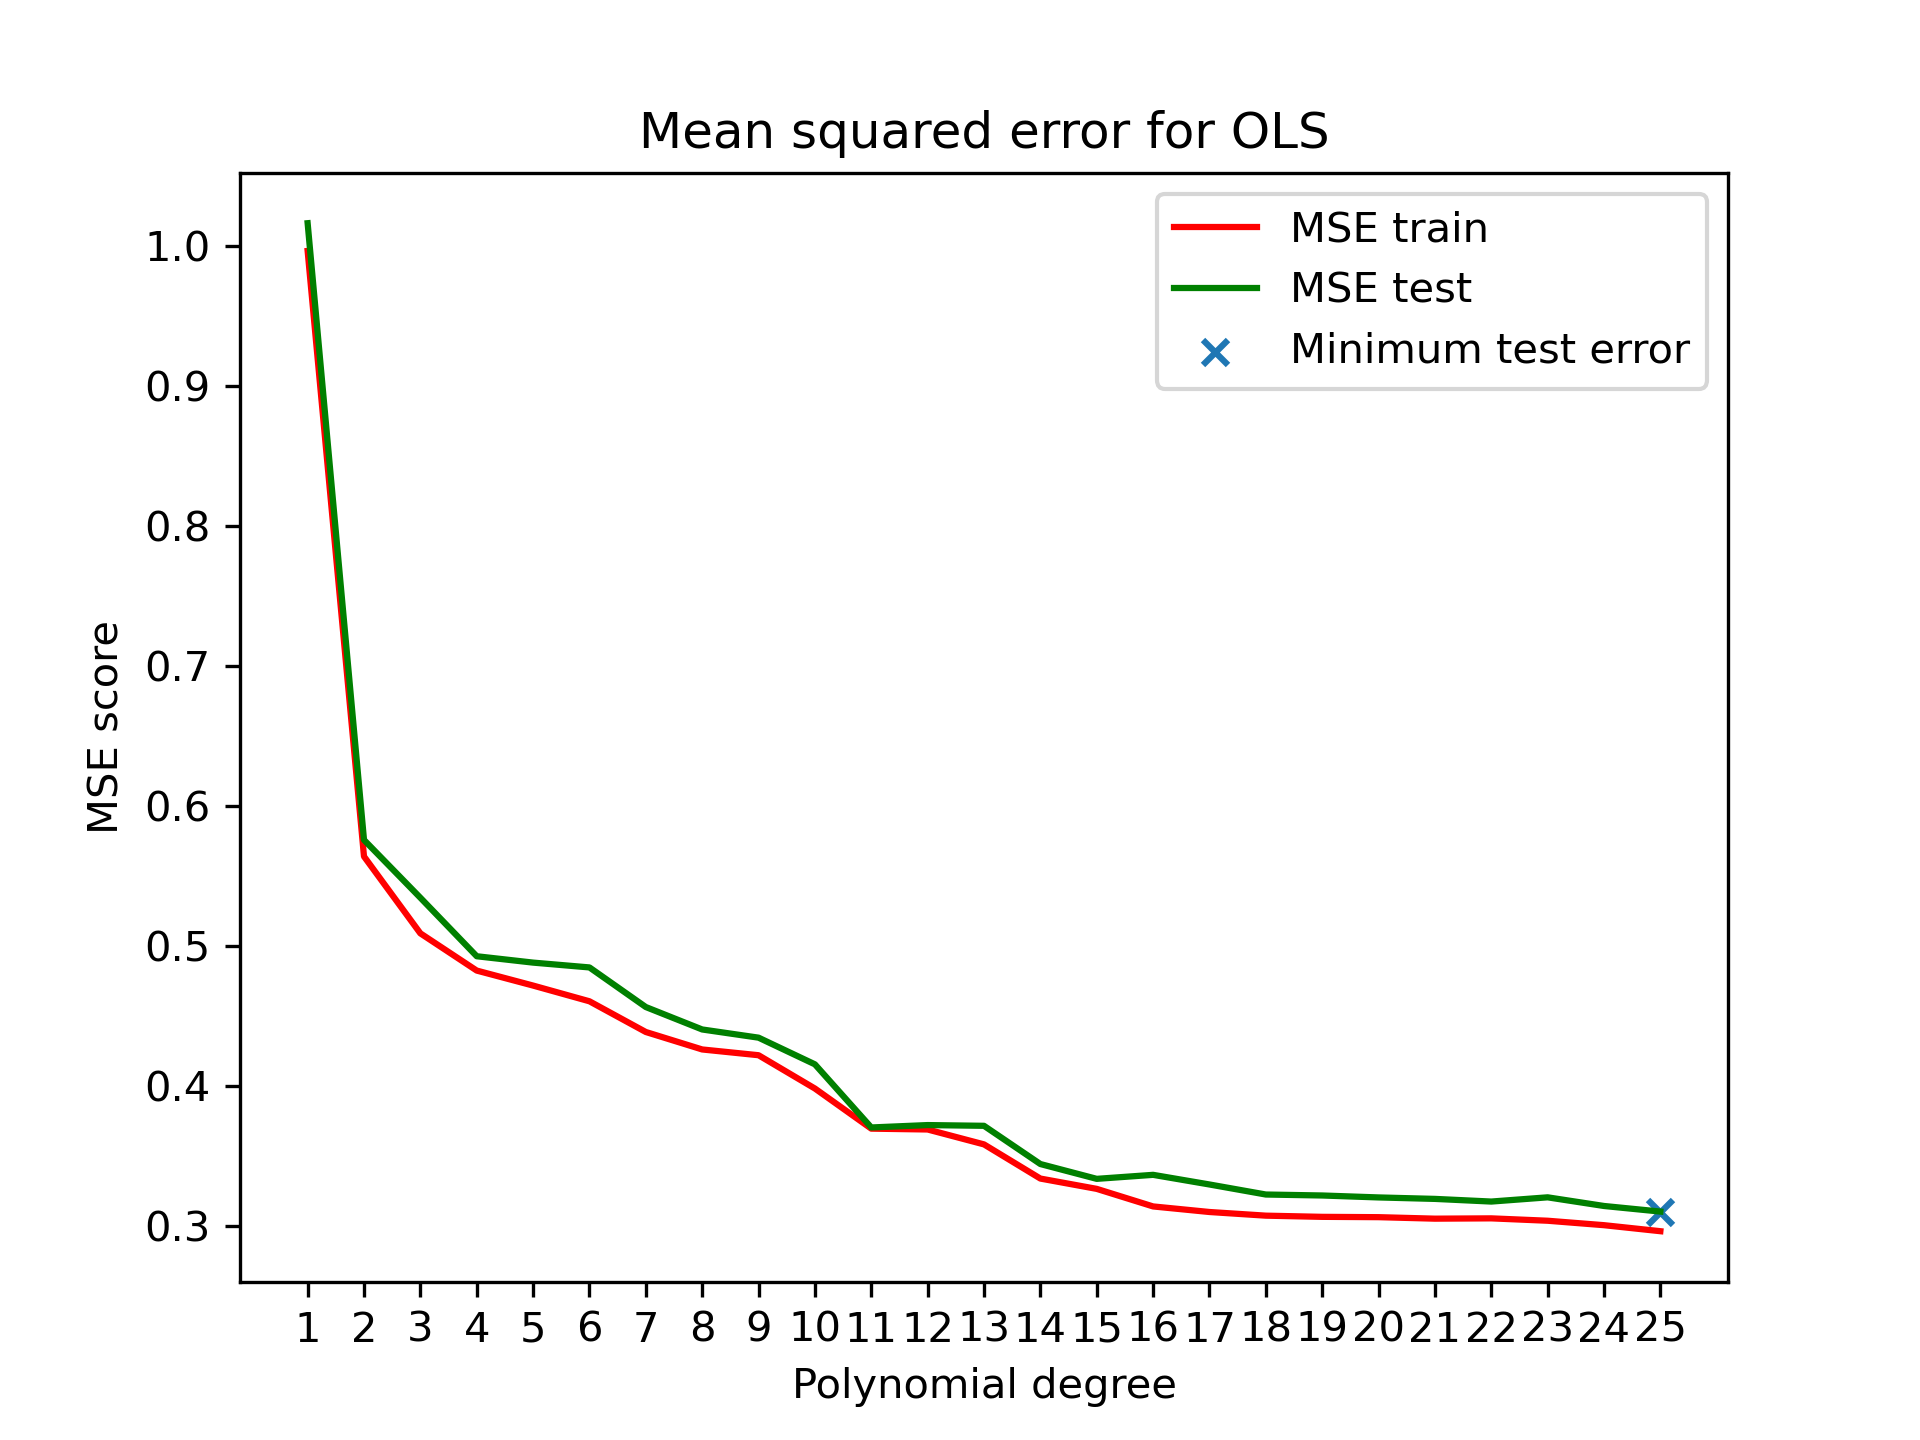 Mean squared error for OLS
MSE train
MSE test
Minimum test error
1.0
0.9
0.8
0.7
0.6
0.5
0.4
0.3
MSE score
1 2 3 4 5 6 7 8 9 10 11 12 13 14 15 16 17 18 19 20 21 22 23 24 25
Polynomial degree